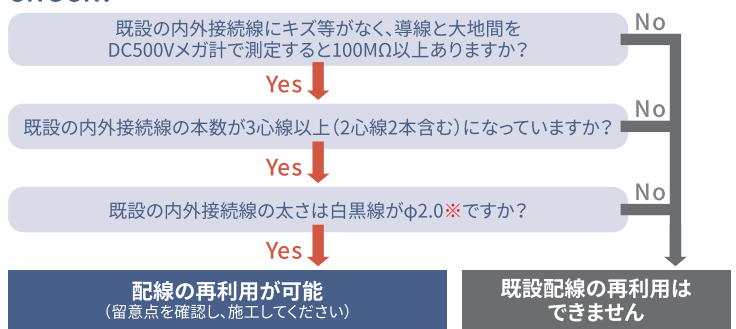 既設の内外接続線にキズ等がなく、導線と大地間を
DC500Vメガ計で測定すると100MΩ以上ありますか？
No
Yes
既設の内外接続線の本数が3心線以上（2心線2本含む）になっていますか？
No
Yes
既設の内外接続線の太さは白黒線がφ2.0※ですか？
No
Yes
配線の再利用が可能
（留意点を確認し、施工してください）
既設配線の再利用は
できません